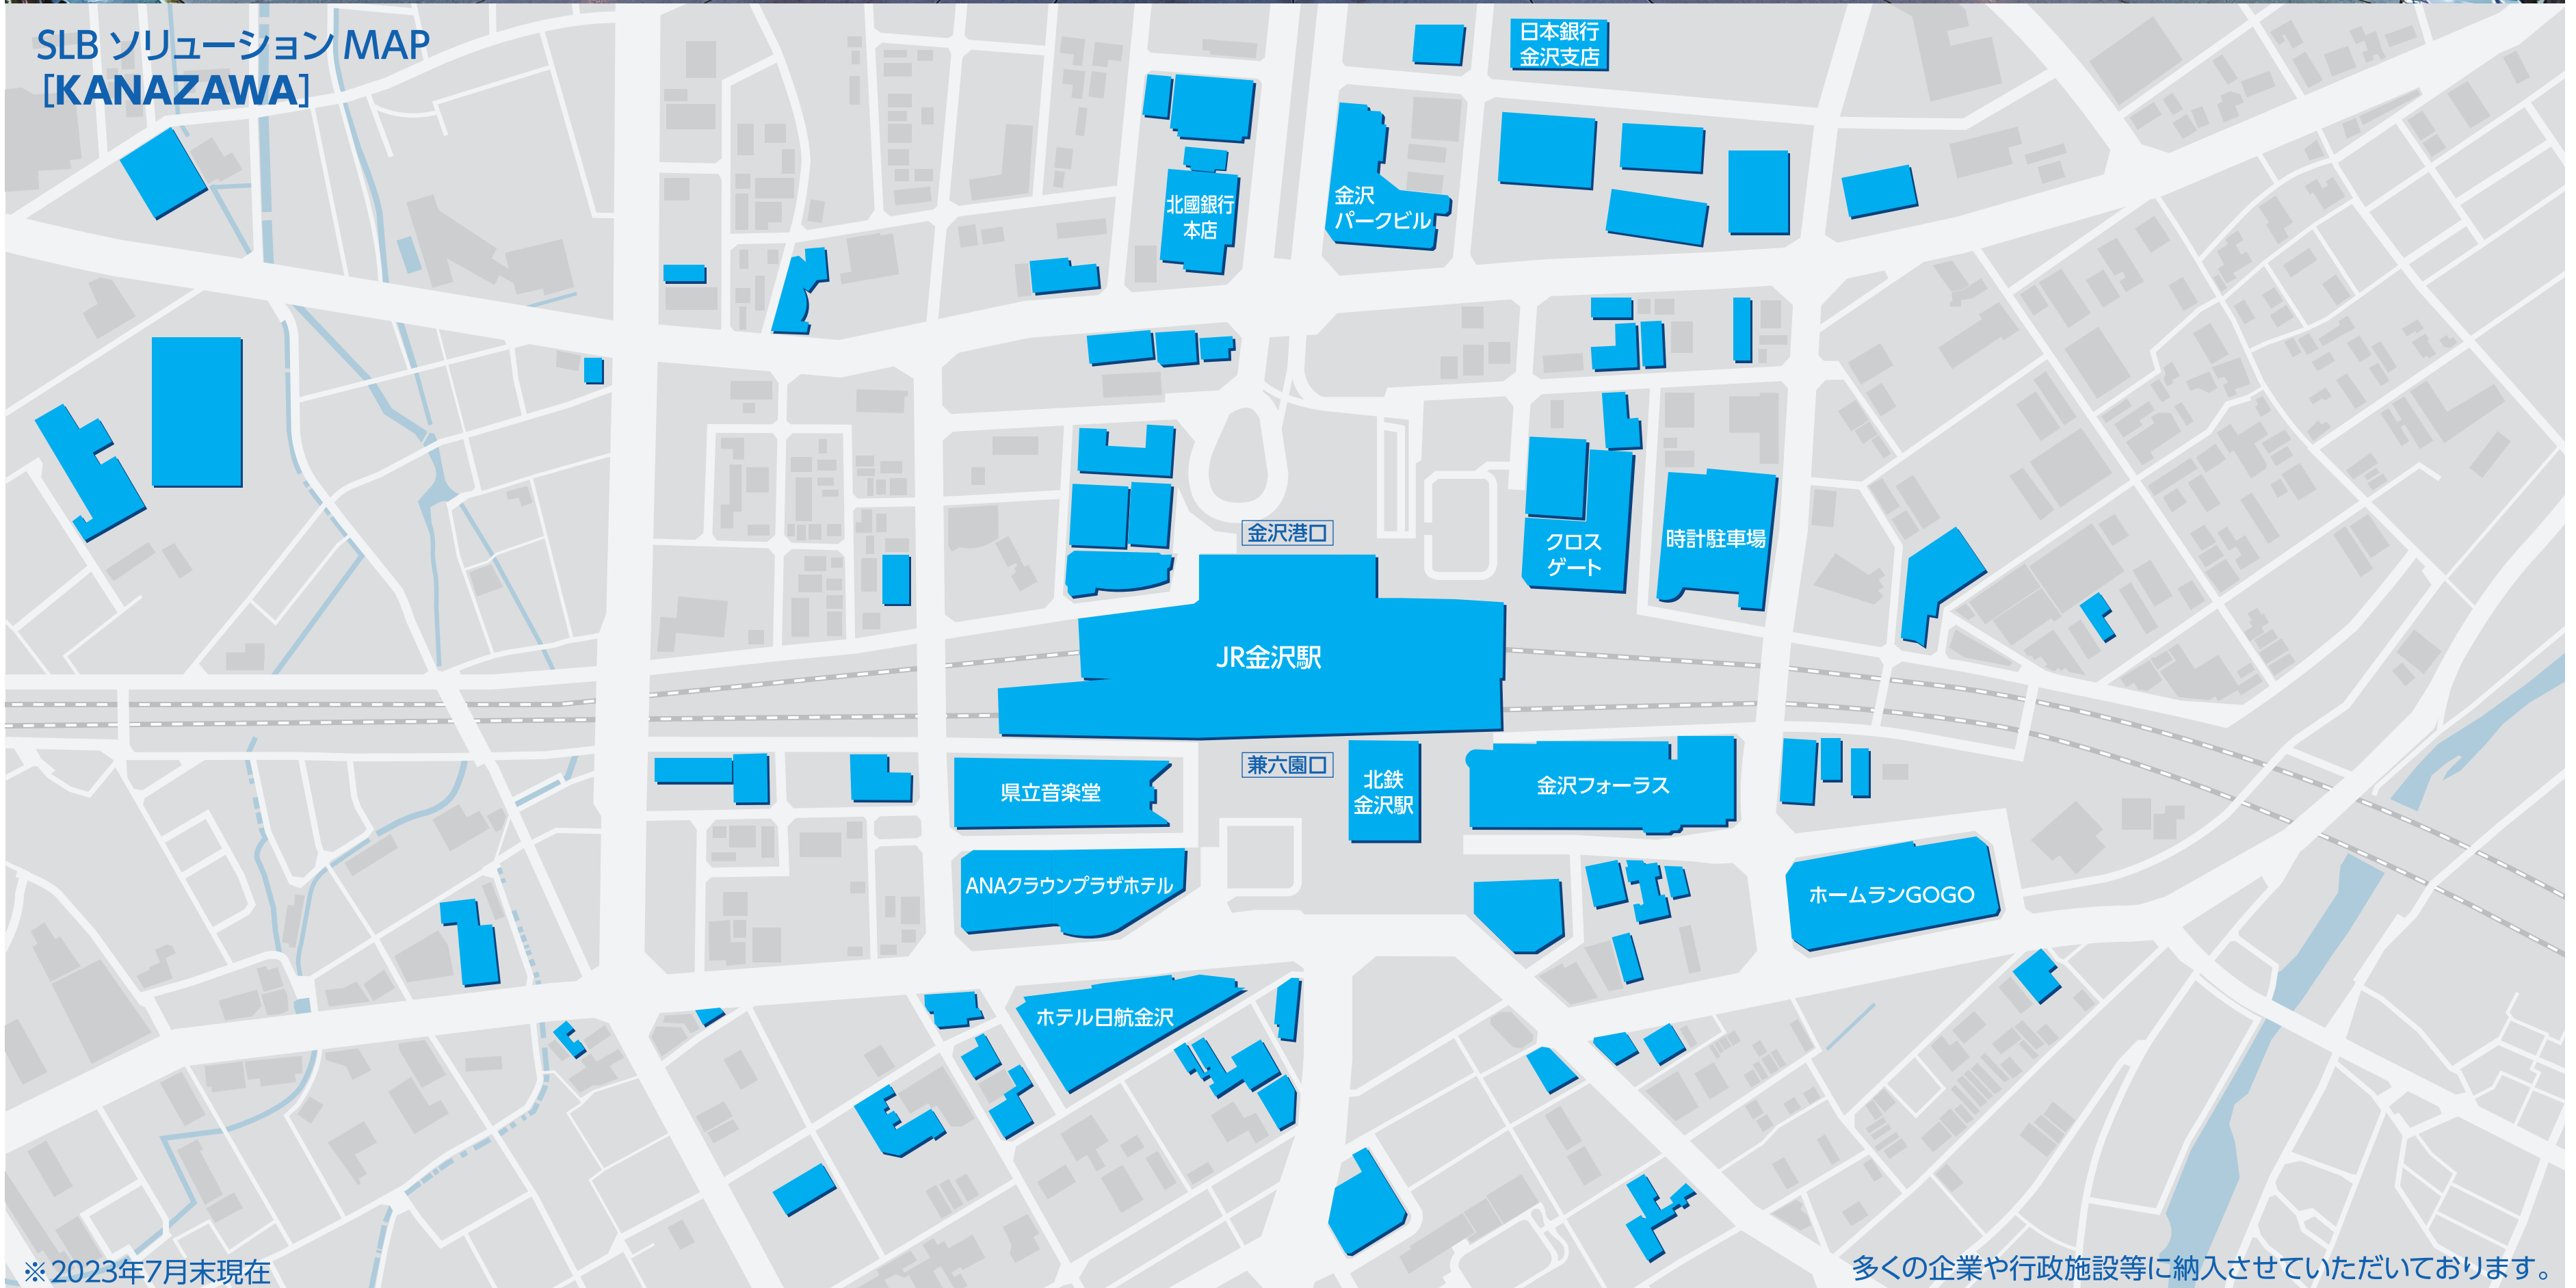 SLB ソリューション MAP
[KANAZAWA]
日本銀行
金沢支店
北國銀行
本店
金沢
パークビル
金沢港口
クロス
ゲート
時計駐車場
JR金沢駅
兼六園口
県立音楽堂
北鉄
金沢駅
金沢フォーラス
ANAクラウンプラザホテル
ホームランGOGO
ホテル日航金沢
※ 2023年7月末現在
多くの企業や行政施設等に納入させていただいております。